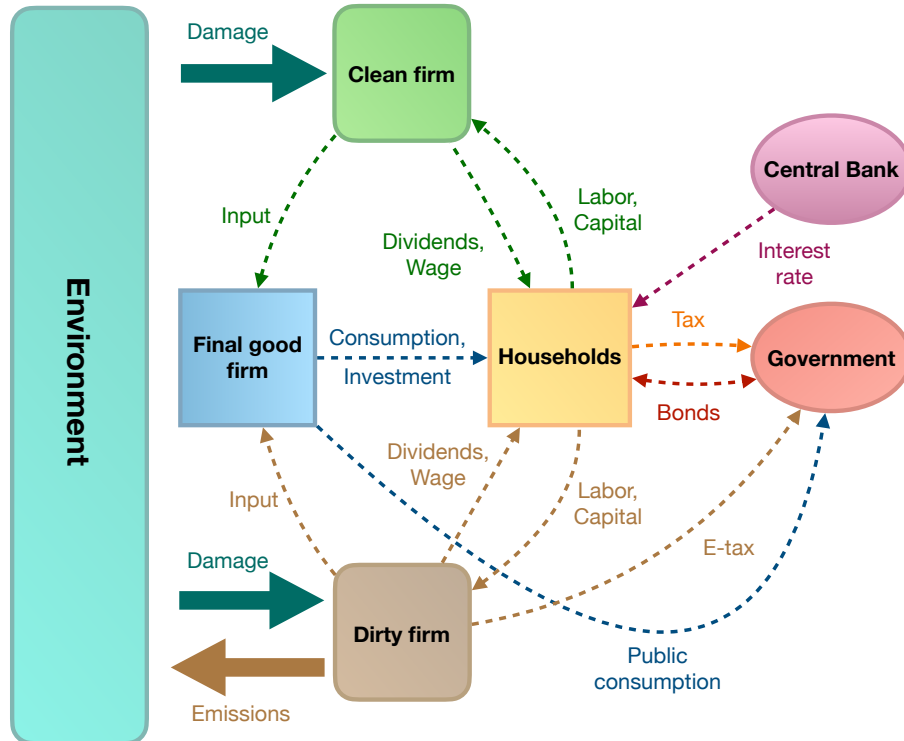 Damage
Clean firm
Central Bank
Input
Labor,
Capital
Dividends,
Wage
Interest
rate
Environment
Final good
firm
Consumption,
Investment
Households
Tax
Government
Bonds
Dividends,
Wage
Input
Labor,
Capital
E-tax
Damage
Dirty firm
Public
consumption
Emissions